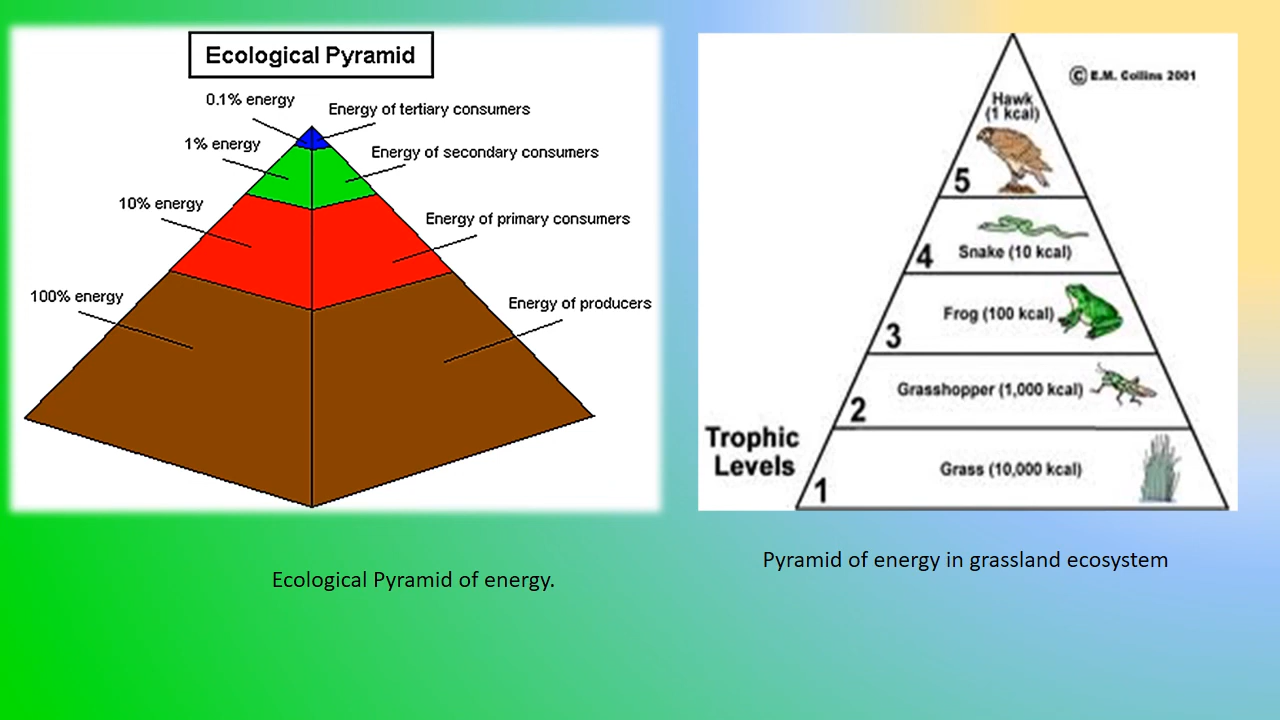 Ecological Pyramid
0.1% energy
Energy of tertiary consumers
1% energy
Energy of secondary consumers
10% energy
Energy of primary consumers
100% energy
Energy of producers
Ecological Pyramid of energy.
© E.M. Collins 2001
Hawk
(1 kcal)
5
4
Snake (10 kcal)
3
Frog (100 kcal)
2
Grasshopper (1,000 kcal)
Trophic
Levels
1
Grass (10,000 kcal)
Pyramid of energy in grassland ecosystem